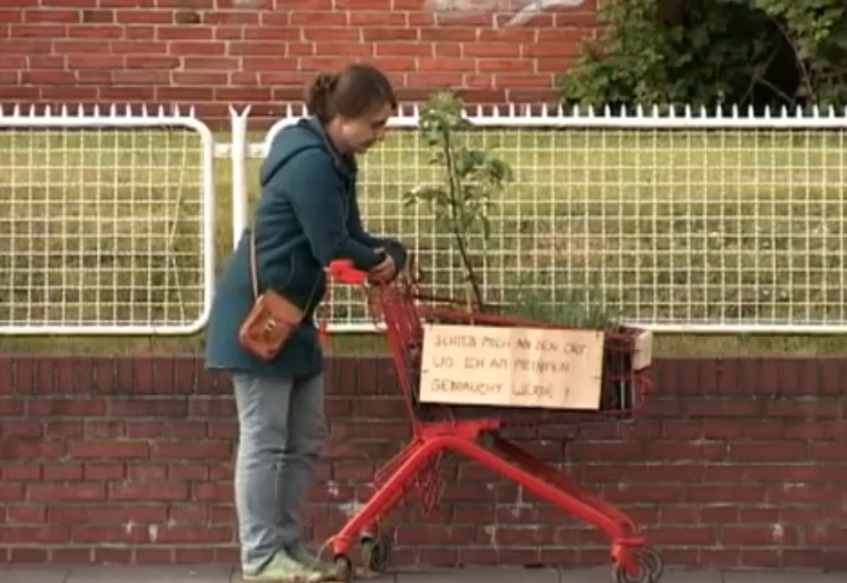 SCHIEB MICH AN DEN ORT,
WO ICH AM MEISTEN
GEBRAUCHT WERDE !